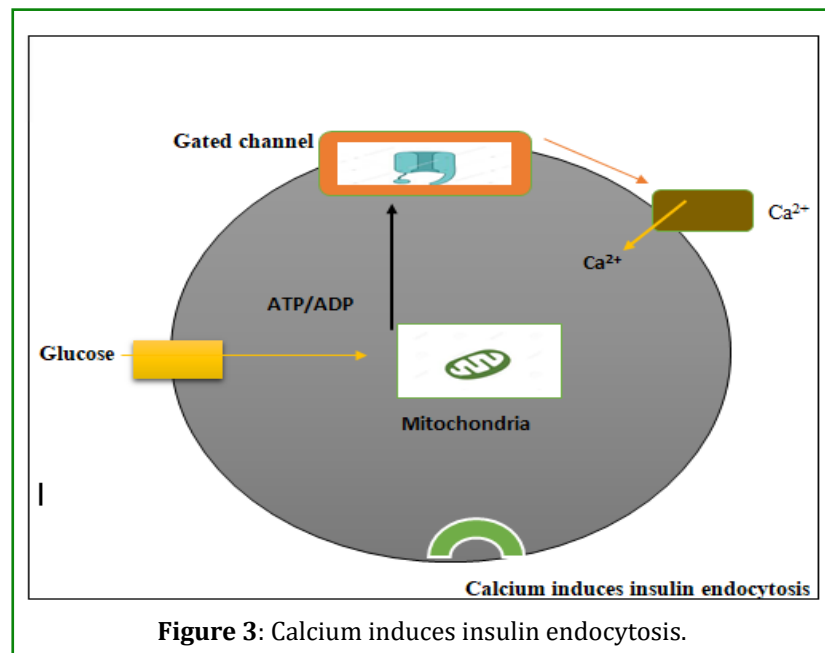 Gated channel
Ca²⁺
Ca²⁺
ATP/ADP
Glucose
Mitochondria
Calcium induces insulin endocytosis
Figure 3: Calcium induces insulin endocytosis.